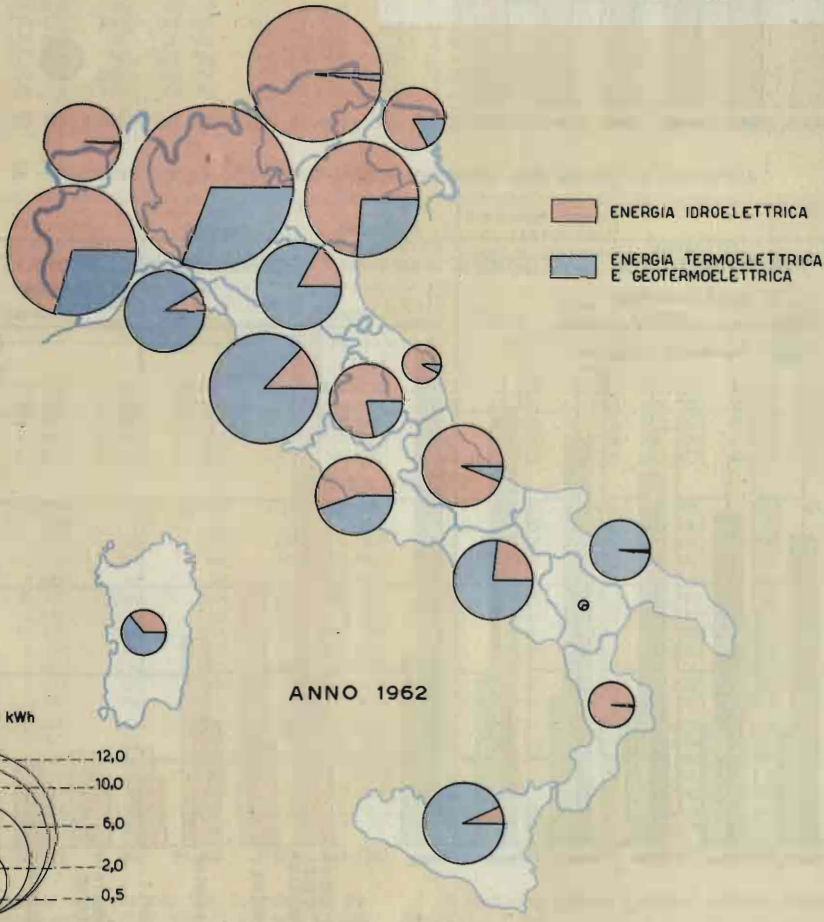 ENERGIA IDROELETTRICA
ENERGIA TERMOELETTRICA
E GEOTERMOELETTRICA
ANNO 1962
kWh
12,0
10,0
6,0
2,0
0,5